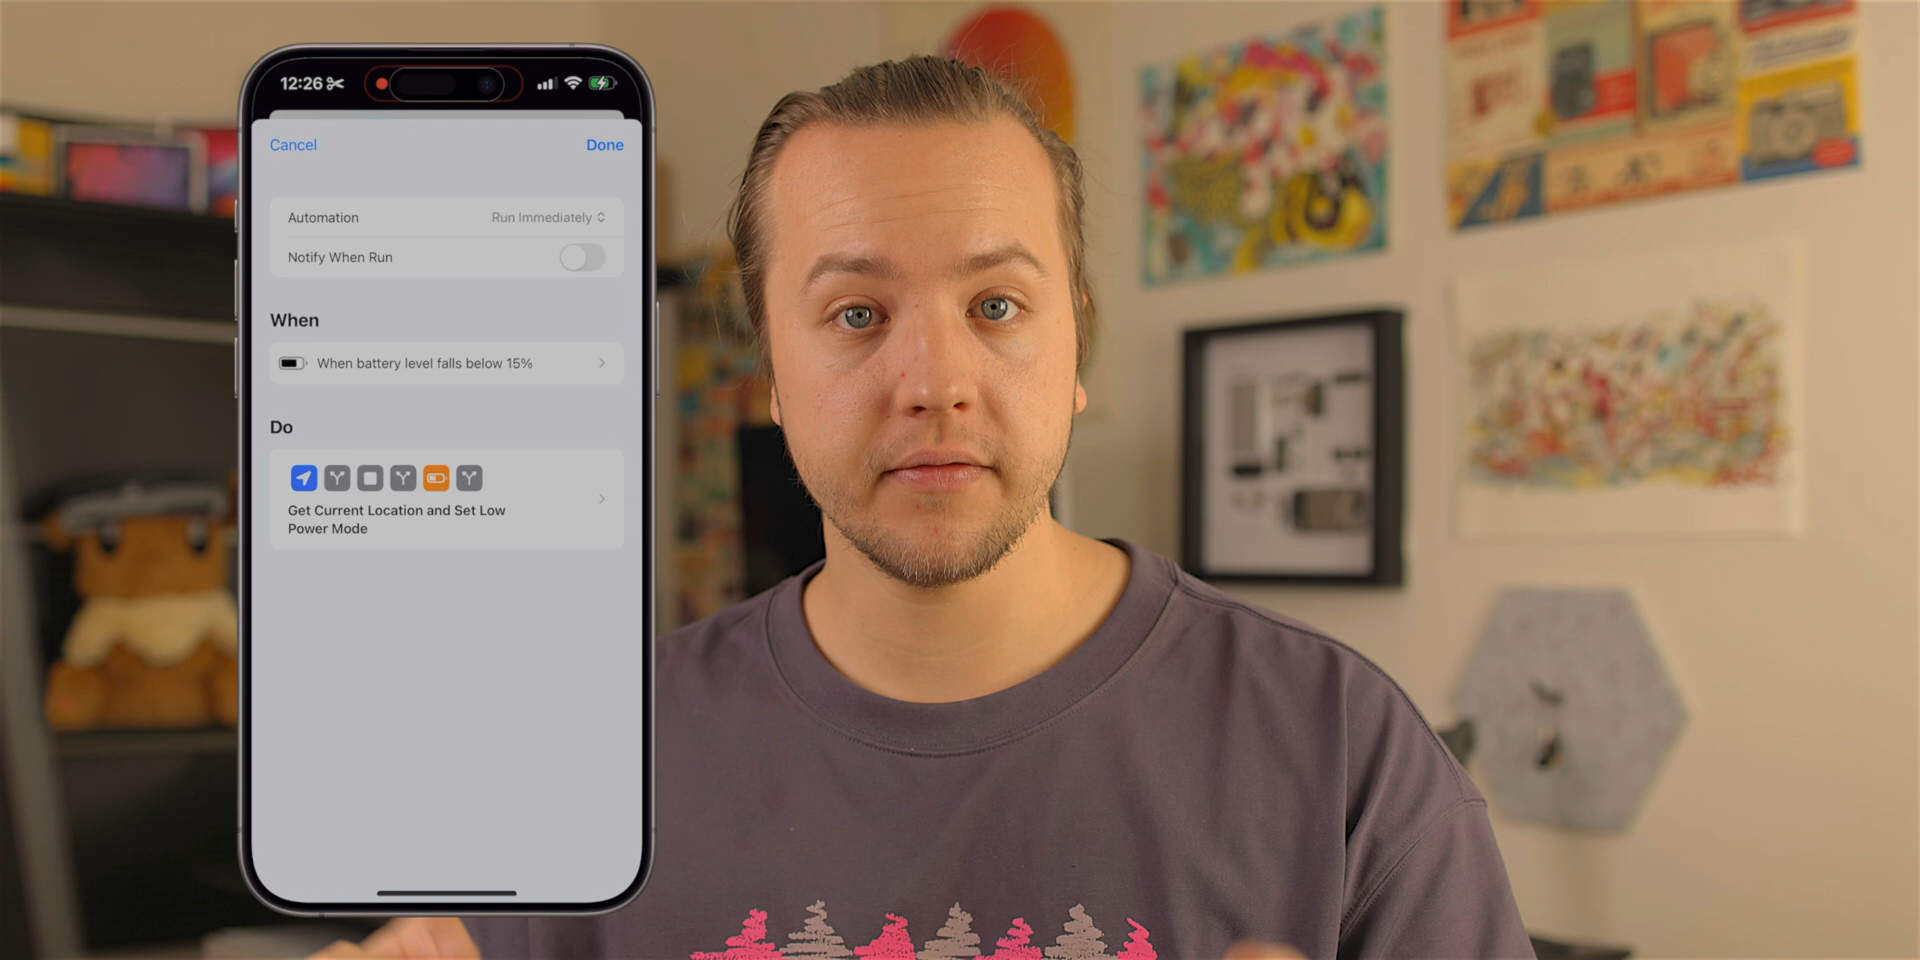 12:26
Cancel
Done
Automation
Run Immediately
Notify When Run
When
When battery level falls below 15%
Do
Get Current Location and Set Low
Power Mode